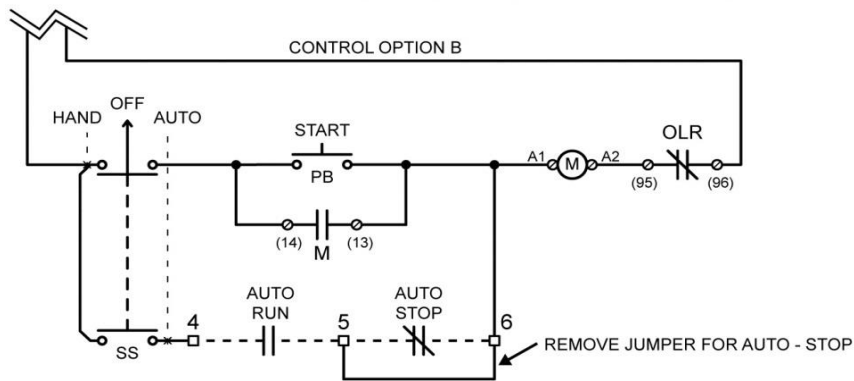 CONTROL OPTION B
OFF
HAND
AUTO
START
PB
A1
M
A2
OLR
(95)
(96)
(14)
(13)
M
AUTO
RUN
AUTO
STOP
4
5
6
SS
REMOVE JUMPER FOR AUTO - STOP